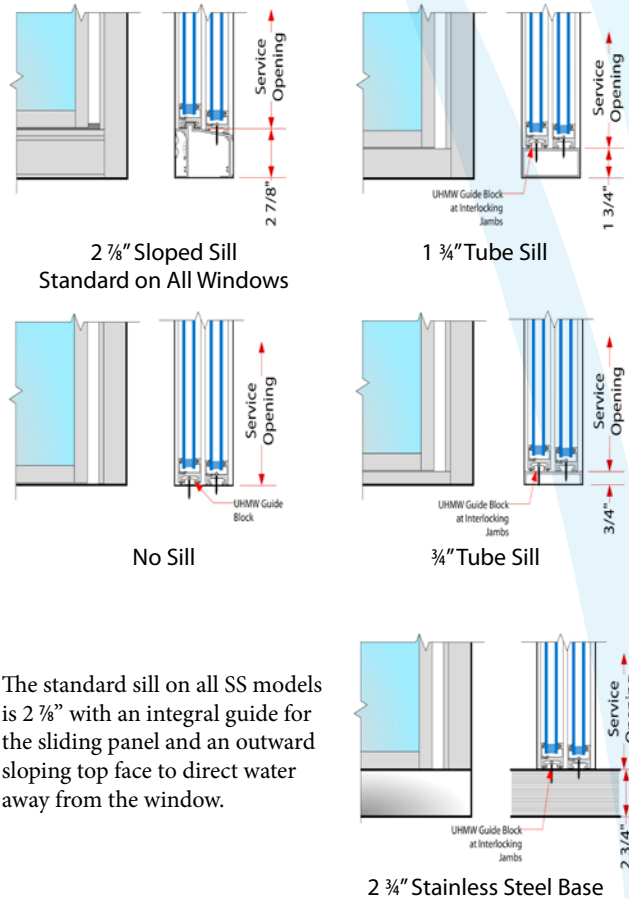 Service
Opening
2 7/8"
2 ⅞” Sloped Sill
Standard on All Windows
Service
Opening
1 3/4"
UHMW Guide Block
at Interlocking
Jambs
1 ¾” Tube Sill
Service
Opening
UHMW Guide
Block
No Sill
Service
Opening
3/4"
UHMW Guide Block
at Interlocking
Jambs
¾” Tube Sill
The standard sill on all SS models
is 2 ⅞” with an integral guide for
the sliding panel and an outward
sloping top face to direct water
away from the window.
Service
Opening
2 3/4"
UHMW Guide Block
at Interlocking
Jambs
2 ¾” Stainless Steel Base